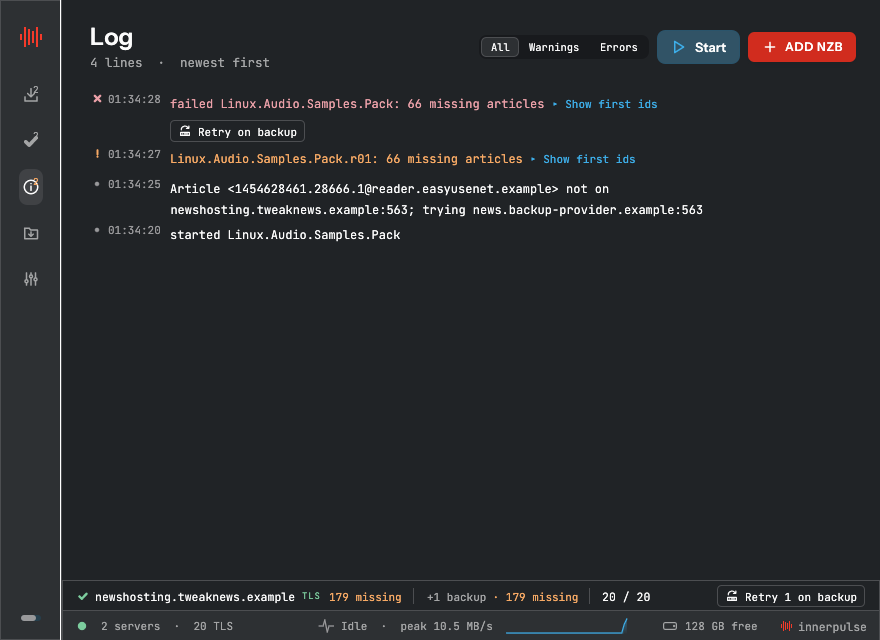 Log
4 lines · newest first
All Warnings Errors
Start
+ ADD NZB
2
2
2
01:34:28 failed Linux.Audio.Samples.Pack: 66 missing articles ▸ Show first ids
Retry on backup
! 01:34:27 Linux.Audio.Samples.Pack.r01: 66 missing articles ▸ Show first ids
• 01:34:25 Article <1454628461.28666.1@reader.easyusenet.example> not on
newshosting.tweaknews.example:563; trying news.backup-provider.example:563
• 01:34:20 started Linux.Audio.Samples.Pack
newshosting.tweaknews.example TLS 179 missing +1 backup · 179 missing 20 / 20 Retry 1 on backup
2 servers · 20 TLS Idle · peak 10.5 MB/s 128 GB free innerpulse